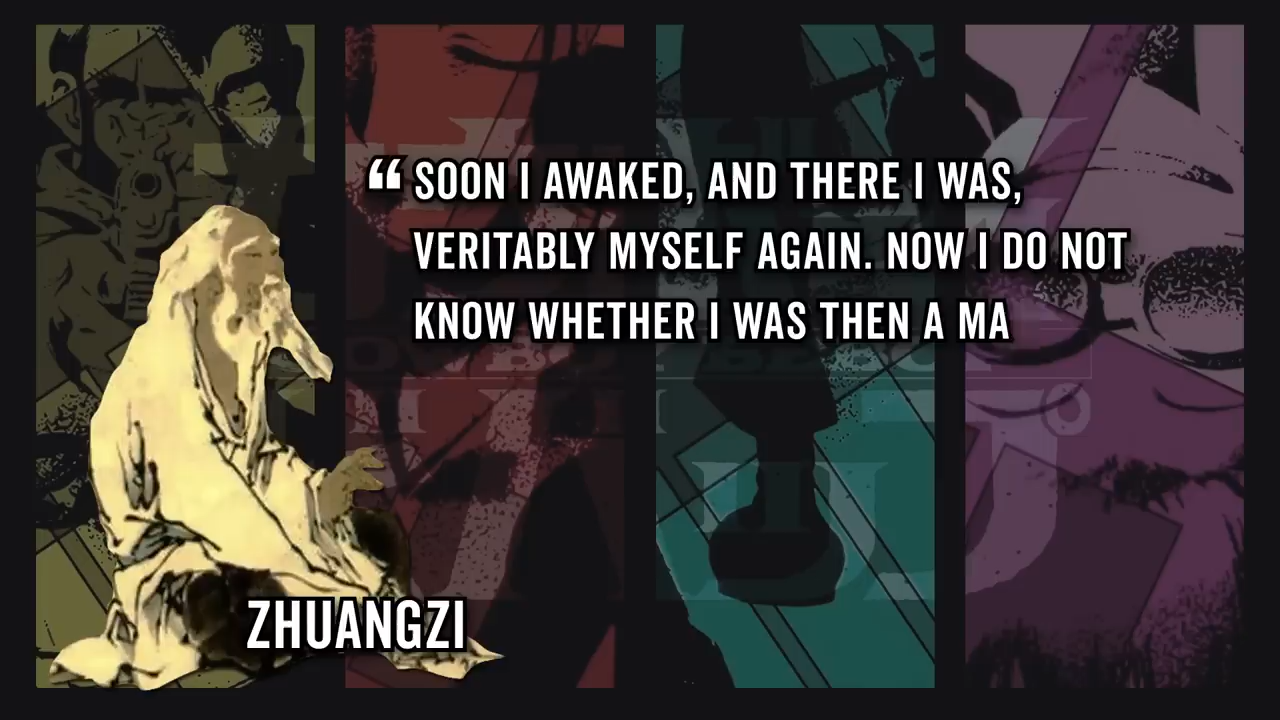 “ SOON I AWAKED, AND THERE I WAS,
VERITABLY MYSELF AGAIN. NOW I DO NOT
KNOW WHETHER I WAS THEN A MA
ZHUANGZI